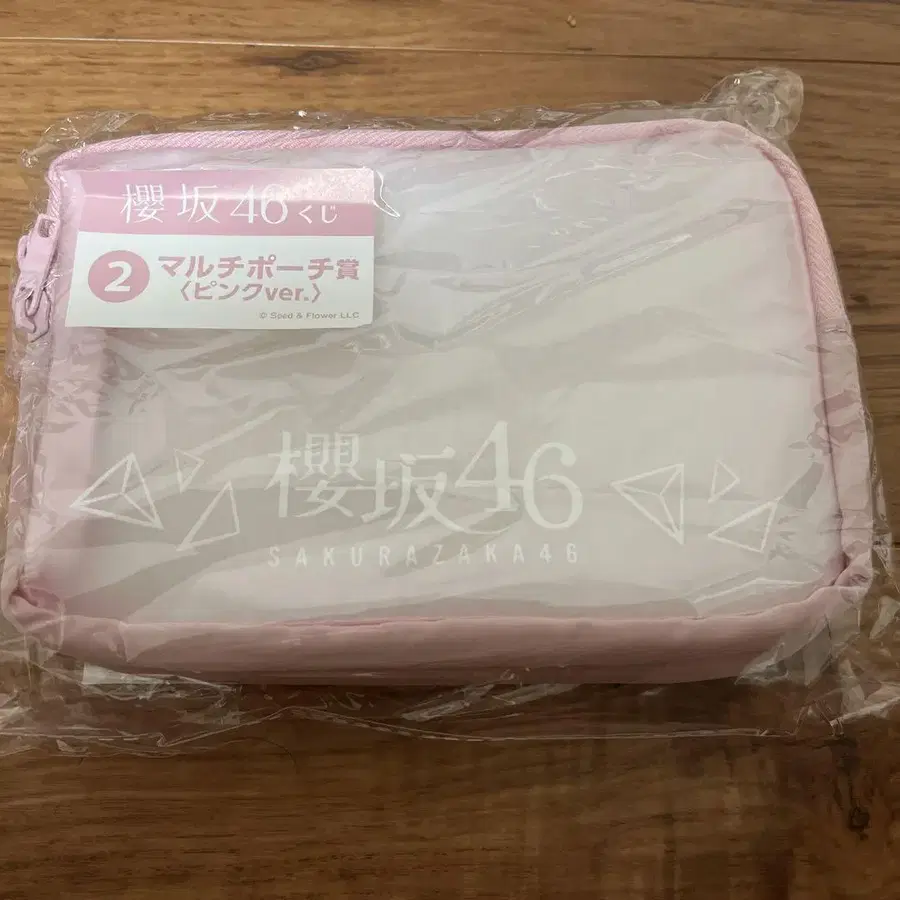 櫻坂46くじ
2 マルチポーチ賞
〈ピンクver.〉
© Seed & Flower LLC
櫻坂46
SAKURAZAKA46